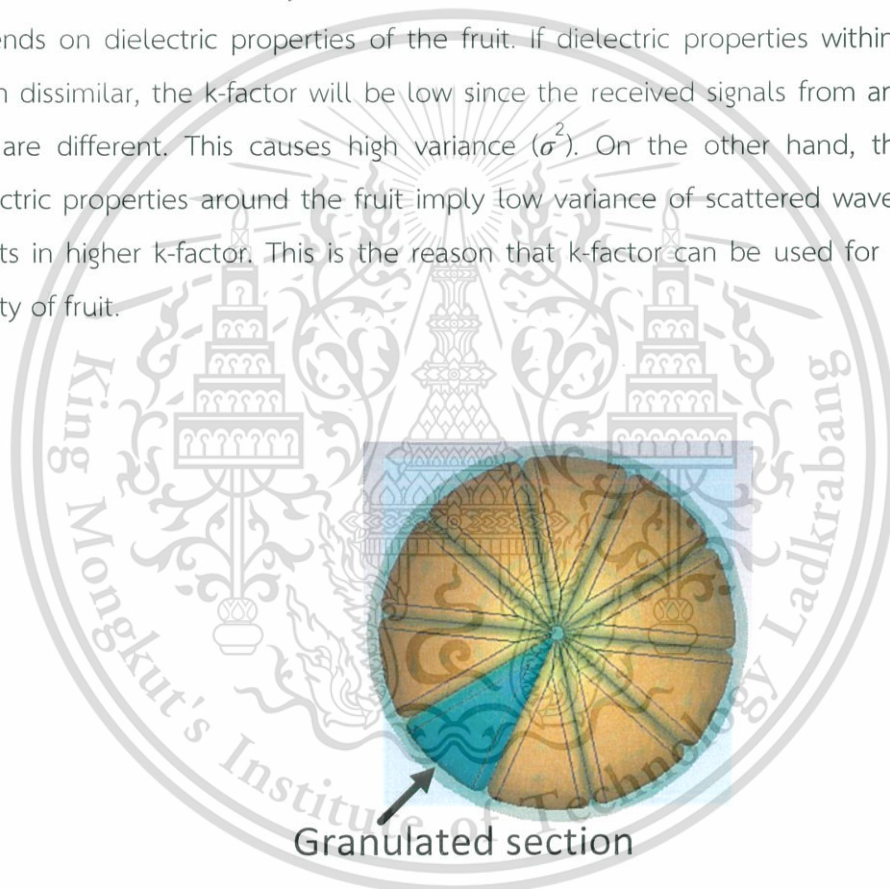 ends on dielectric properties of the fruit. If dielectric properties within
n dissimilar, the k-factor will be low since the received signals from ar
are different. This causes high variance (σ²). On the other hand, th
ctric properties around the fruit imply low variance of scattered wave
ts in higher k-factor. This is the reason that k-factor can be used for
ty of fruit.
King Mongkut's Institute of Technology Ladkrabang
Granulated section